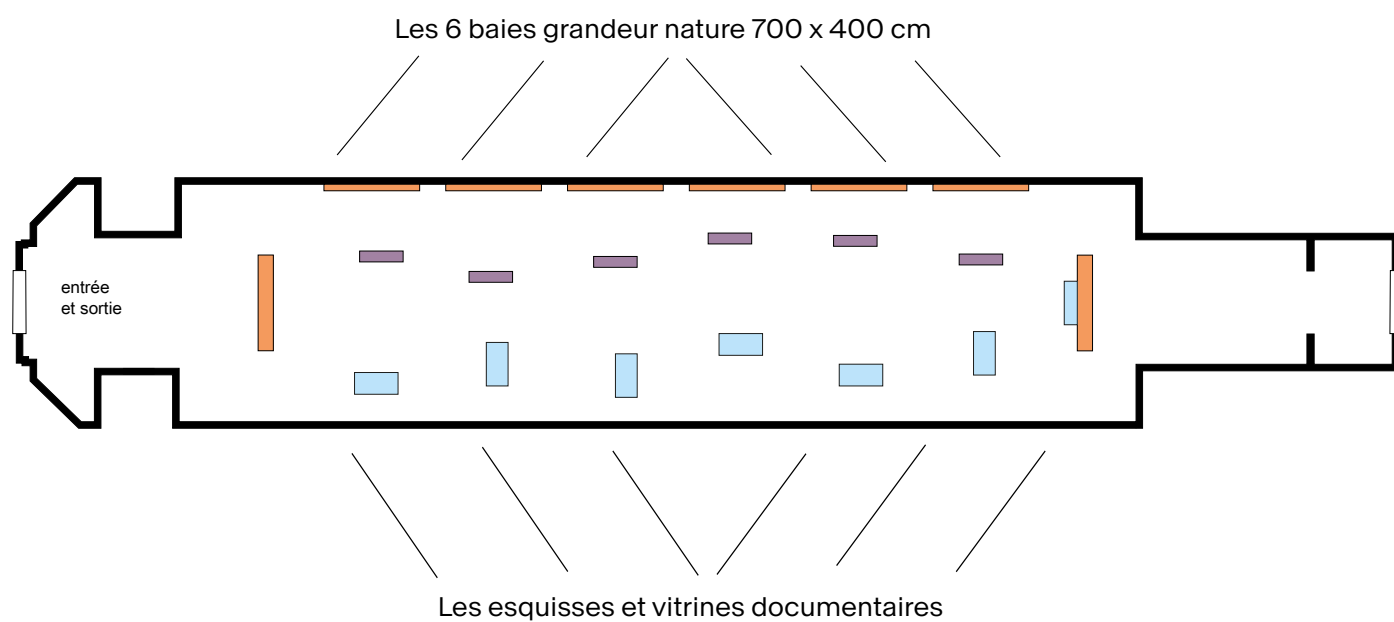 Les 6 baies grandeur nature 700 x 400 cm
entrée
et sortie
Les esquisses et vitrines documentaires